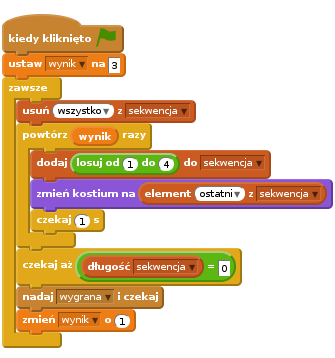 kiedy kliknięto
ustaw wynik na 3
zawsze
usuń wszystko z sekwencja
powtórz wynik razy
dodaj losuj od 1 do 4 do sekwencja
zmień kostium na element ostatni z sekwencja
czekaj 1 s
czekaj aż długość sekwencja = 0
nadaj wygrana i czekaj
zmień wynik o 1